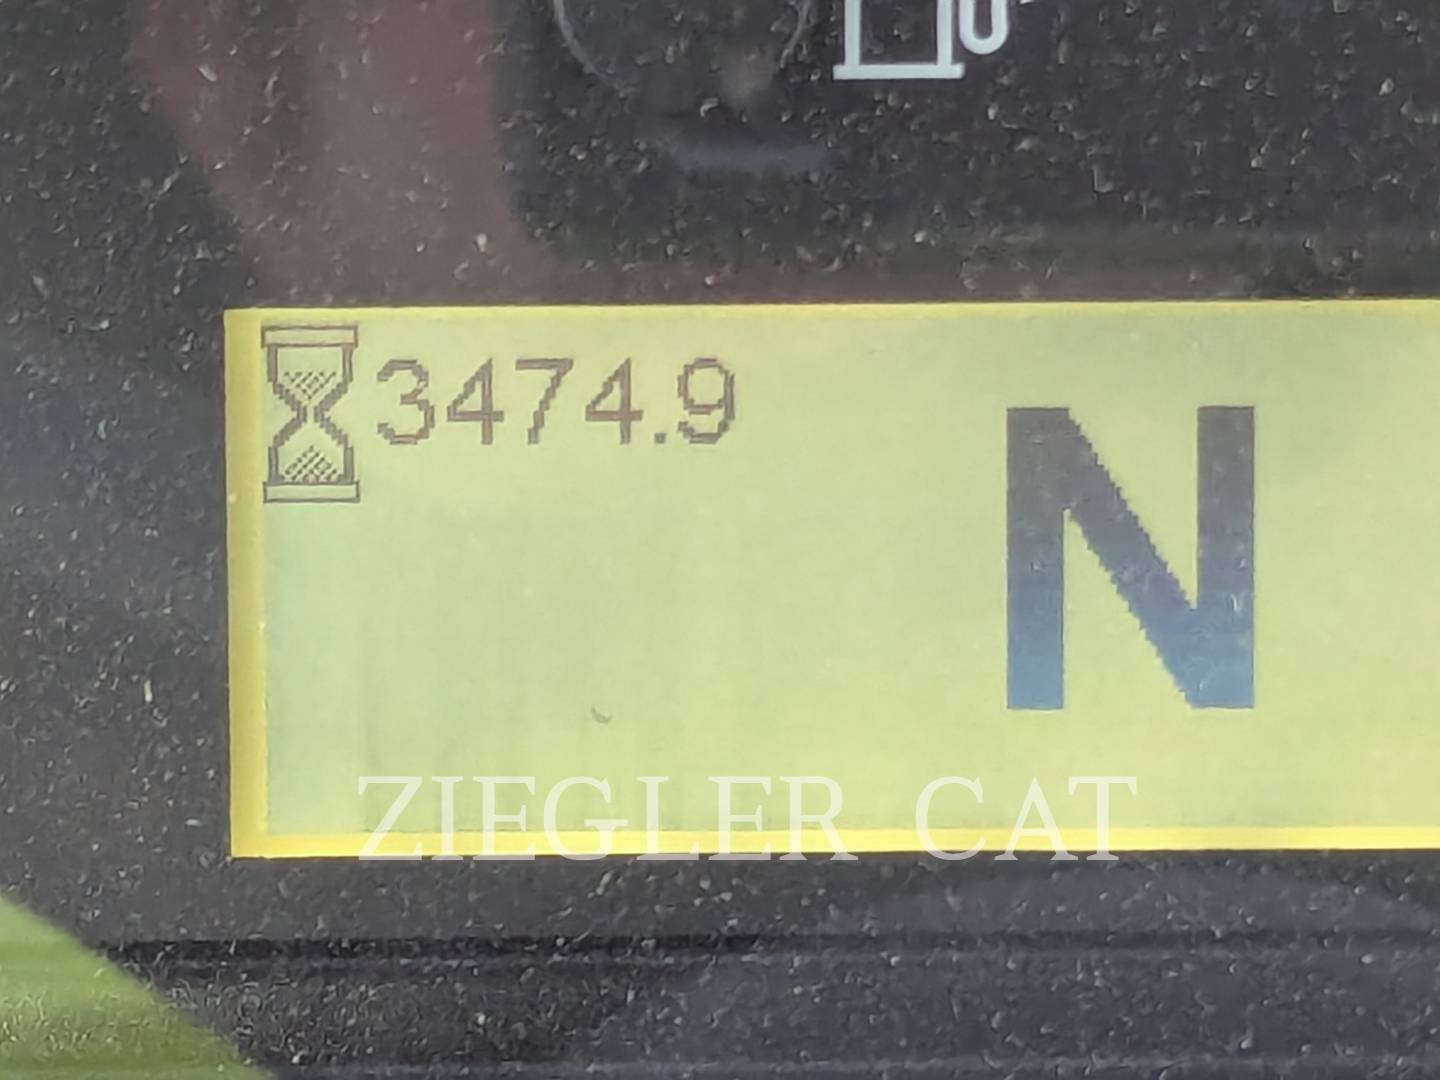 3474.9
N
ZIEGLER CAT